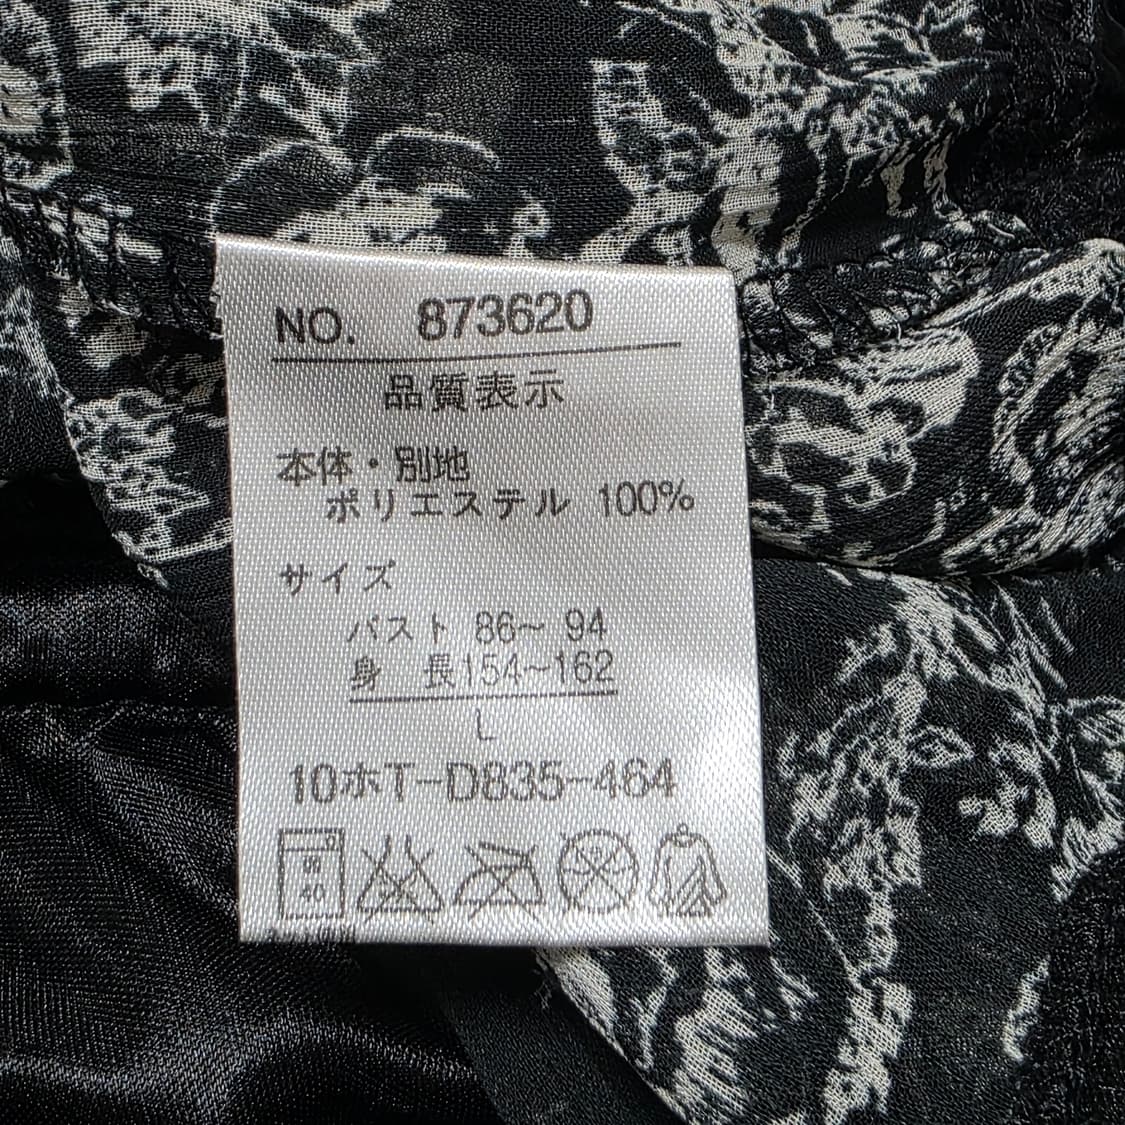 NO. 873620
品質表示
本体・別地
ポリエステル 100%
サイズ
バスト 86～ 94
身 長154～162
L
10ホT-D835-464
40